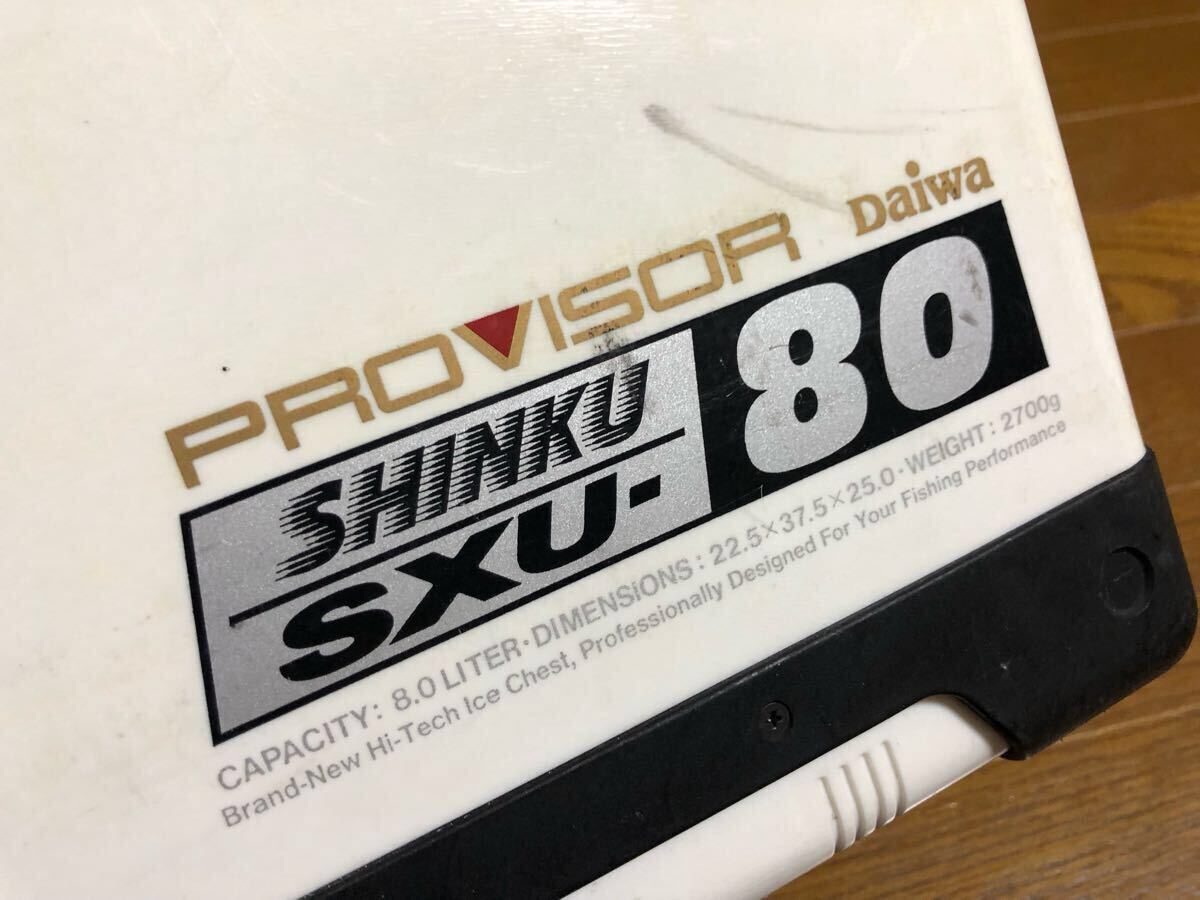 PROVISOR Daiwa
SHINKU
SXU-80
CAPACITY: 8.0 LITER·DIMENSIONS: 22.5×37.5×25.0·WEIGHT: 2700g
Brand-New Hi-Tech Ice Chest, Professionally Designed For Your Fishing Performance